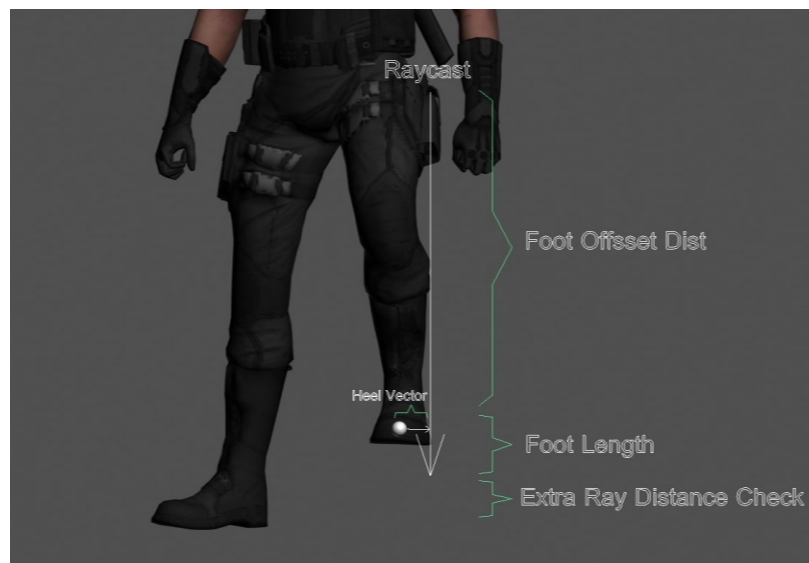 Raycast
Foot Offsset Dist
Heel Vector
Foot Length
Extra Ray Distance Check